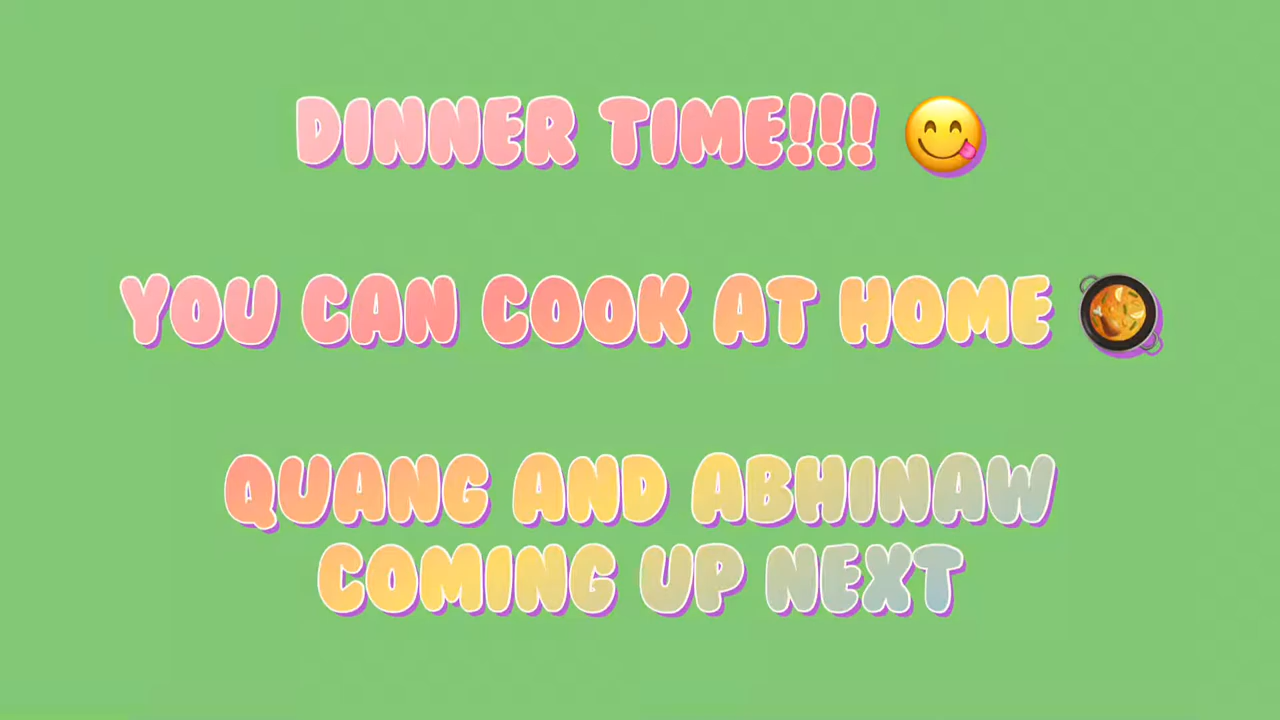 DINNER TIME!!! 😋
YOU CAN COOK AT HOME 🥘
QUANG AND ABHINAW
COMING UP NEXT